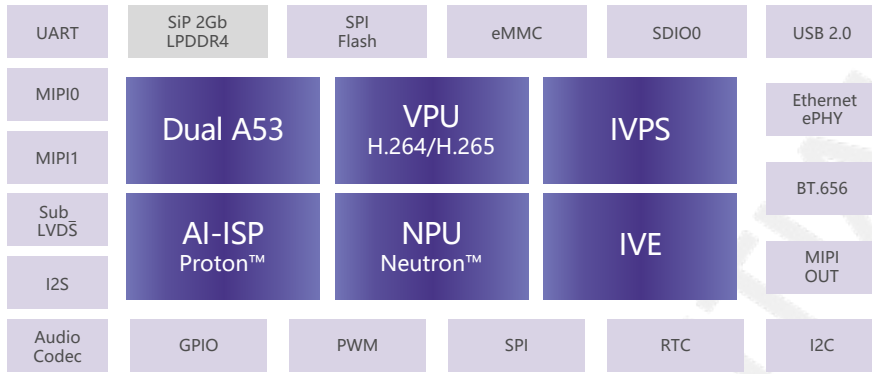 UART
SiP 2Gb
LPDDR4
SPI
Flash
eMMC
SDIO0
USB 2.0
MIPI0
MIPI1
Sub_
LVDS
I2S
Audio
Codec
Dual A53
VPU
H.264/H.265
IVPS
AI-ISP
Proton™
NPU
Neutron™
IVE
Ethernet
ePHY
BT.656
MIPI
OUT
GPIO
PWM
SPI
RTC
I2C